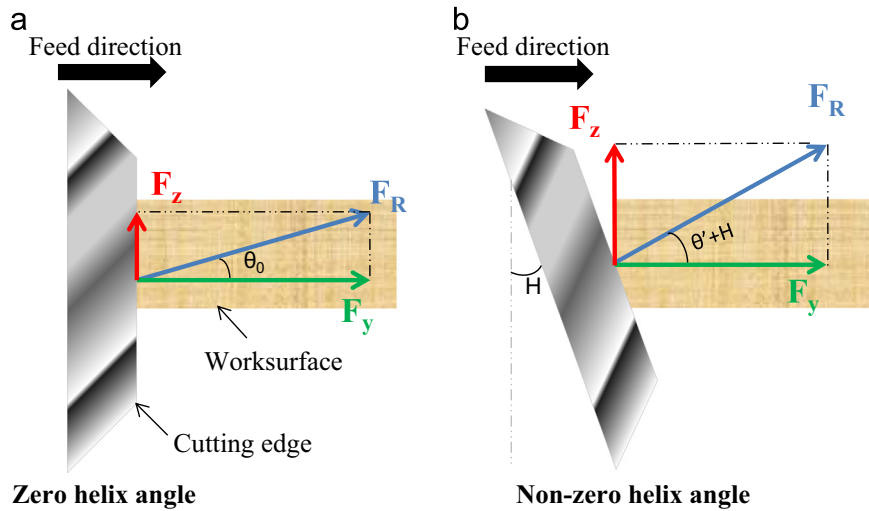 a
Feed direction
F_z
F_R
θ_0
F_y
Worksurface
Cutting edge
Zero helix angle
b
Feed direction
F_z
F_R
θ'+H
H
F_y
Non-zero helix angle